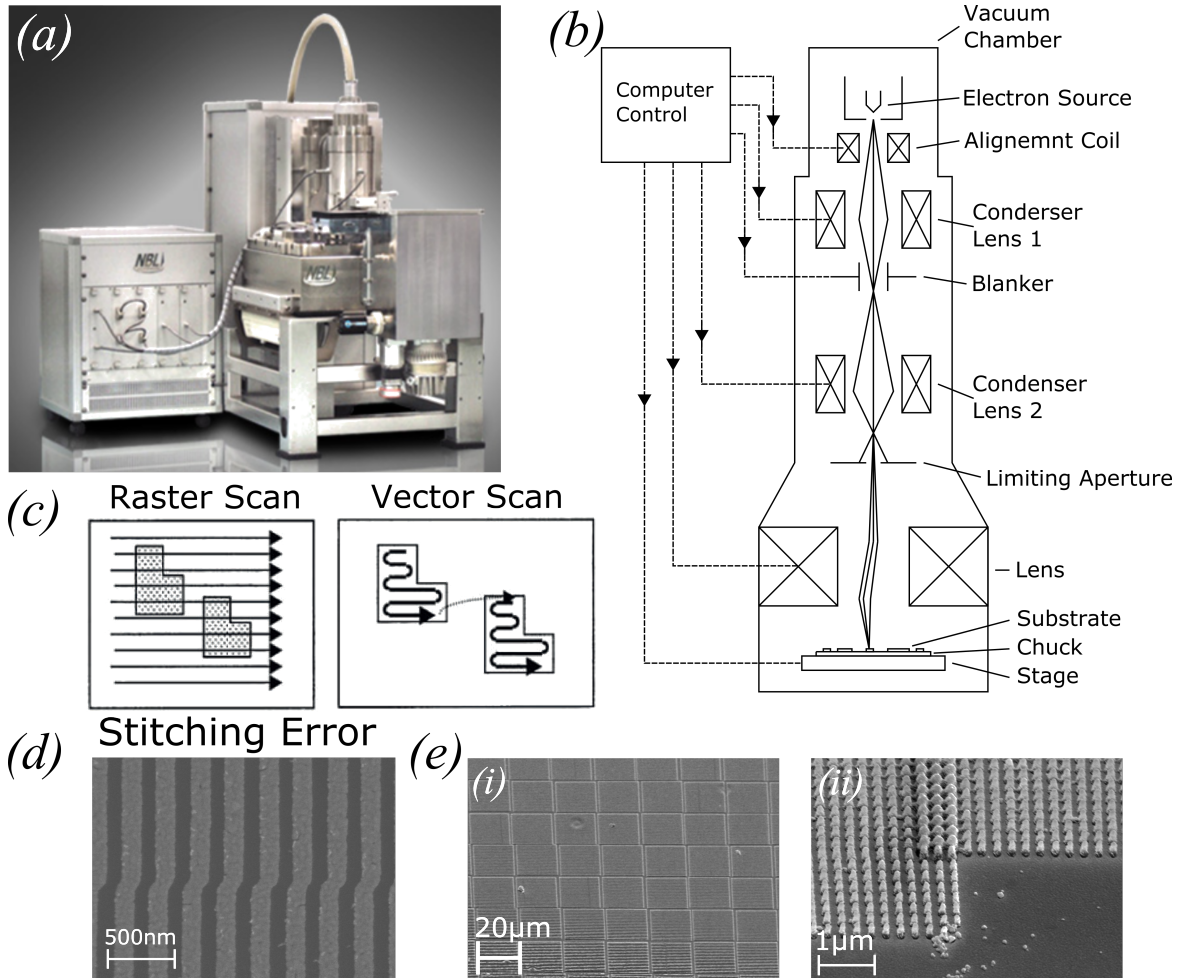 (a)
NBL
NBL
(b)
Computer
Control
Vacuum
Chamber
Electron Source
Alignemnt Coil
Conderser
Lens 1
Blanker
Condenser
Lens 2
Limiting Aperture
Lens
Substrate
Chuck
Stage
(c)
Raster Scan
Vector Scan
(d)
Stitching Error
500nm
(e)
(i)
20μm
(ii)
1μm